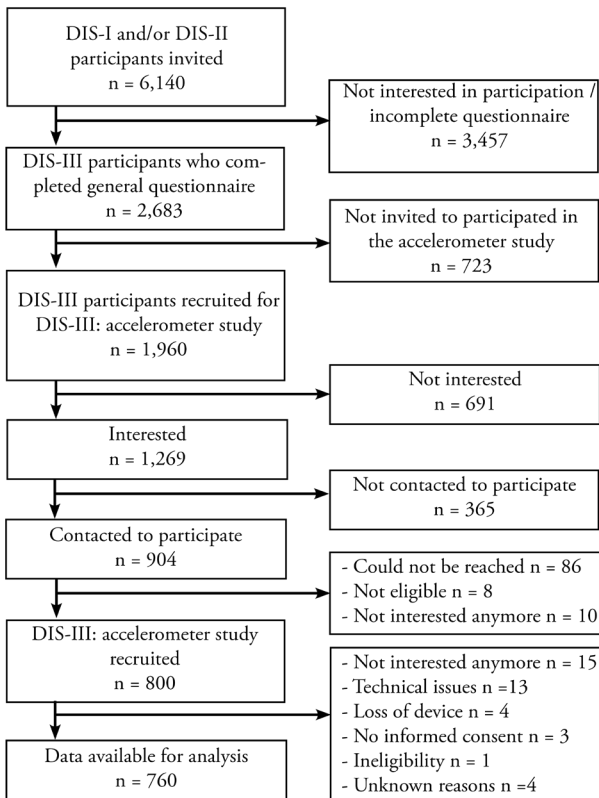 DIS-I and/or DIS-II
participants invited
n = 6,140
Not interested in participation /
incomplete questionnaire
n = 3,457
DIS-III participants who com-
pleted general questionnaire
n = 2,683
Not invited to participated in
the accelerometer study
n = 723
DIS-III participants recruited for
DIS-III: accelerometer study
n = 1,960
Not interested
n = 691
Interested
n = 1,269
Not contacted to participate
n = 365
Contacted to participate
n = 904
- Could not be reached n = 86
- Not eligible n = 8
- Not interested anymore n = 10
DIS-III: accelerometer study
recruited
n = 800
- Not interested anymore n = 15
- Technical issues n =13
- Loss of device n = 4
- No informed consent n = 3
- Ineligibility n = 1
- Unknown reasons n =4
Data available for analysis
n = 760